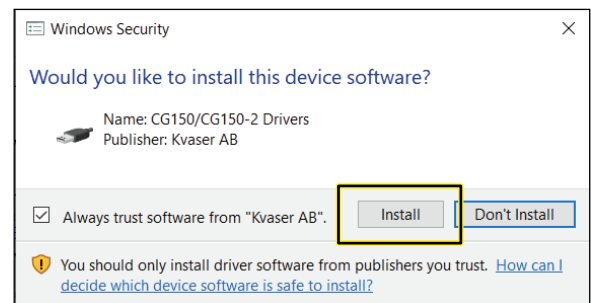 Windows Security
Would you like to install this device software?
Name: CG150/CG150-2 Drivers
Publisher: Kvaser AB
Always trust software from "Kvaser AB".
Install
Don't Install
You should only install driver software from publishers you trust. How can I
decide which device software is safe to install?